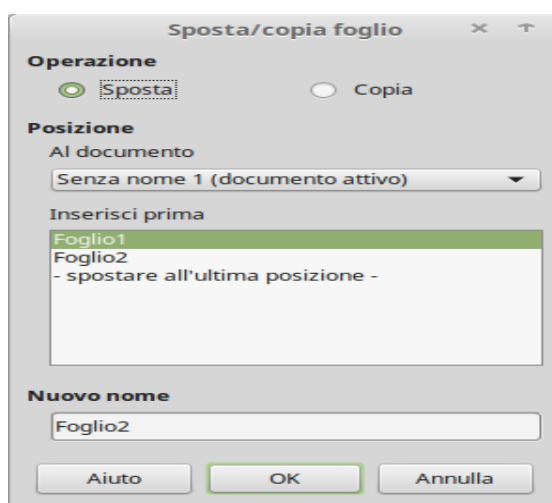 Sposta/copia foglio
Operazione
Sposta Copia
Posizione
Al documento
Senza nome 1 (documento attivo)
Inserisci prima
Foglio1
Foglio2
- spostare all'ultima posizione -
Nuovo nome
Foglio2
Aiuto OK Annulla